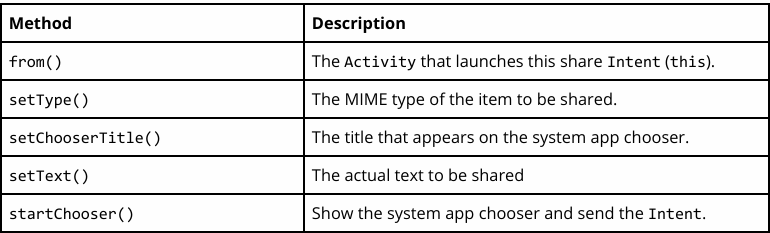 Method Description
from() The Activity that launches this share Intent (this).
setType() The MIME type of the item to be shared.
setChooserTitle() The title that appears on the system app chooser.
setText() The actual text to be shared
startChooser() Show the system app chooser and send the Intent.